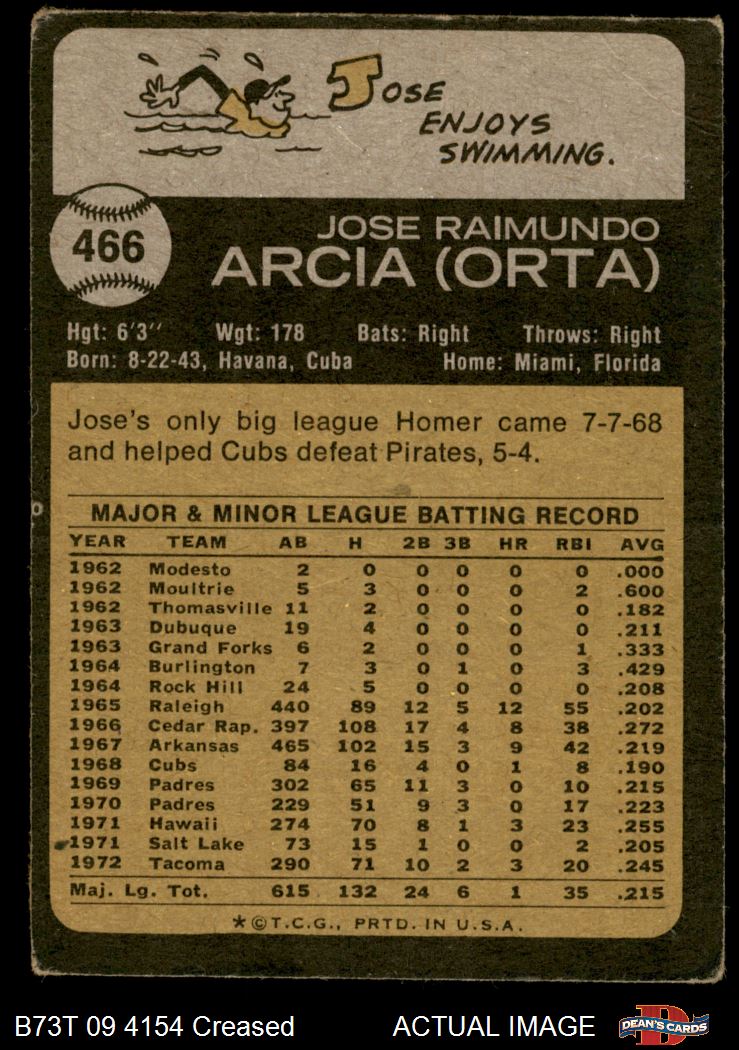 JOSE
ENJOYS
SWIMMING.
466
JOSE RAIMUNDO
ARCIA (ORTA)
Hgt: 6'3" Wgt: 178 Bats: Right Throws: Right
Born: 8-22-43, Havana, Cuba Home: Miami, Florida
Jose's only big league Homer came 7-7-68
and helped Cubs defeat Pirates, 5-4.
MAJOR & MINOR LEAGUE BATTING RECORD
YEAR TEAM AB H 2B 3B HR RBI AVG
1962 Modesto 2 0 0 0 0 0 .000
1962 Moultrie 5 3 0 0 0 2 .600
1962 Thomasville 11 2 0 0 0 0 .182
1963 Dubuque 19 4 0 0 0 0 .211
1963 Grand Forks 6 2 0 0 0 1 .333
1964 Burlington 7 3 0 1 0 3 .429
1964 Rock Hill 24 5 0 0 0 0 .208
1965 Raleigh 440 89 12 5 12 55 .202
1966 Cedar Rap. 397 108 17 4 8 38 .272
1967 Arkansas 465 102 15 3 9 42 .219
1968 Cubs 84 16 4 0 1 8 .190
1969 Padres 302 65 11 3 0 10 .215
1970 Padres 229 51 9 3 0 17 .223
1971 Hawaii 274 70 8 1 3 23 .255
1971 Salt Lake 73 15 1 0 0 2 .205
1972 Tacoma 290 71 10 2 3 20 .245
Maj. Lg. Tot. 615 132 24 6 1 35 .215
*©T.C.G., PRTD. IN U.S.A.
B73T 09 4154 Creased ACTUAL IMAGE
D
DEAN'S CARDS